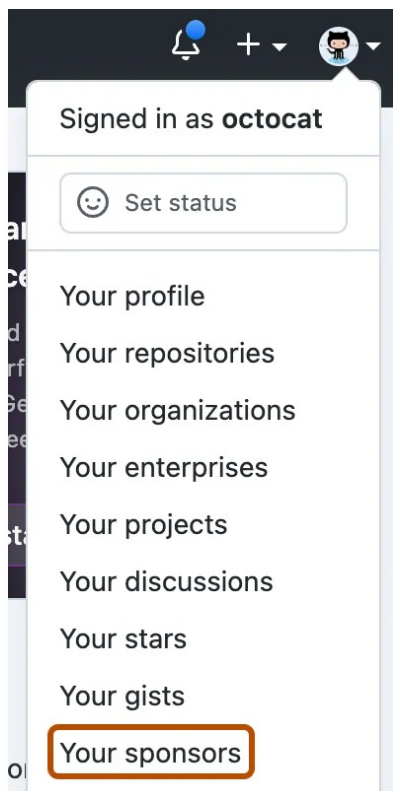 Signed in as octocat
Set status
Your profile
Your repositories
Your organizations
Your enterprises
Your projects
Your discussions
Your stars
Your gists
Your sponsors